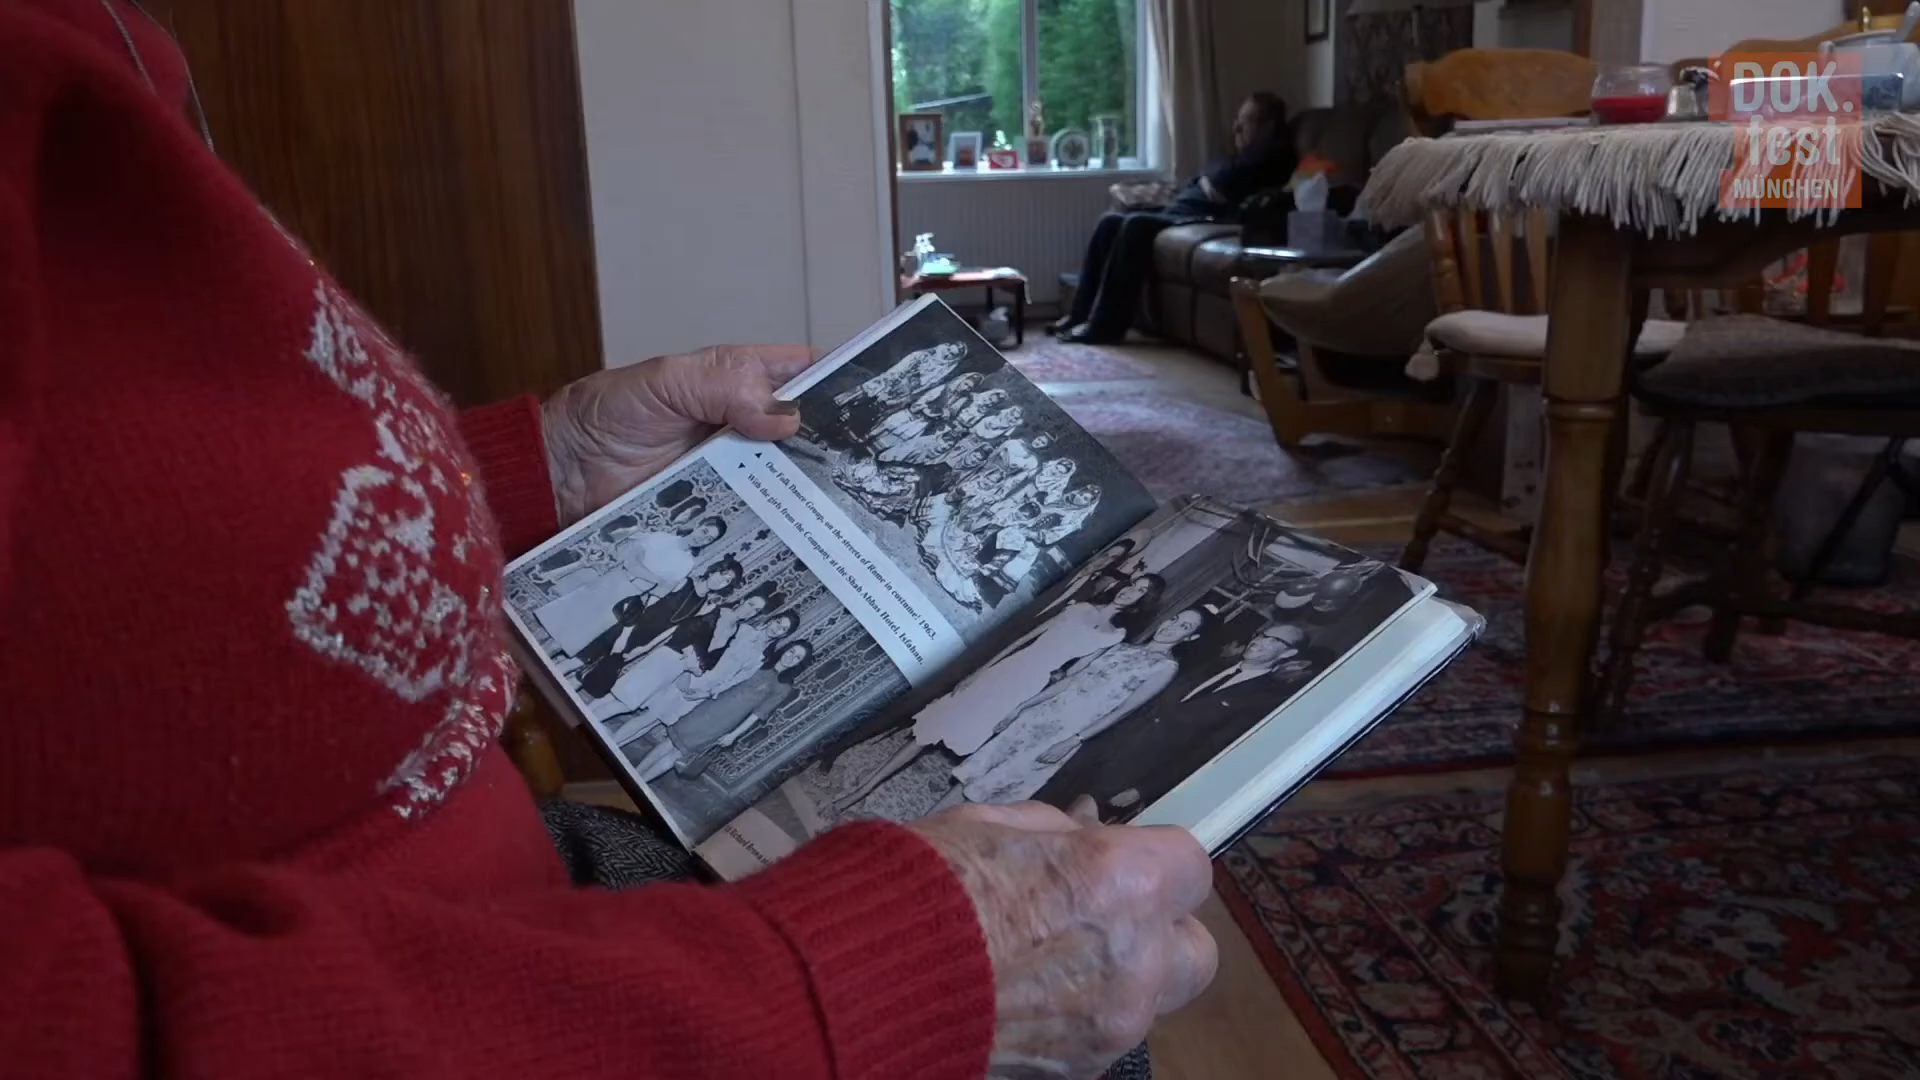 DOK.
fest
MÜNCHEN
▲ Our Folk Dance Group, on the streets of Rome in costume! 1963.
▼ With the girls from the Company at the Shah Abbas Hotel, Isfahan.